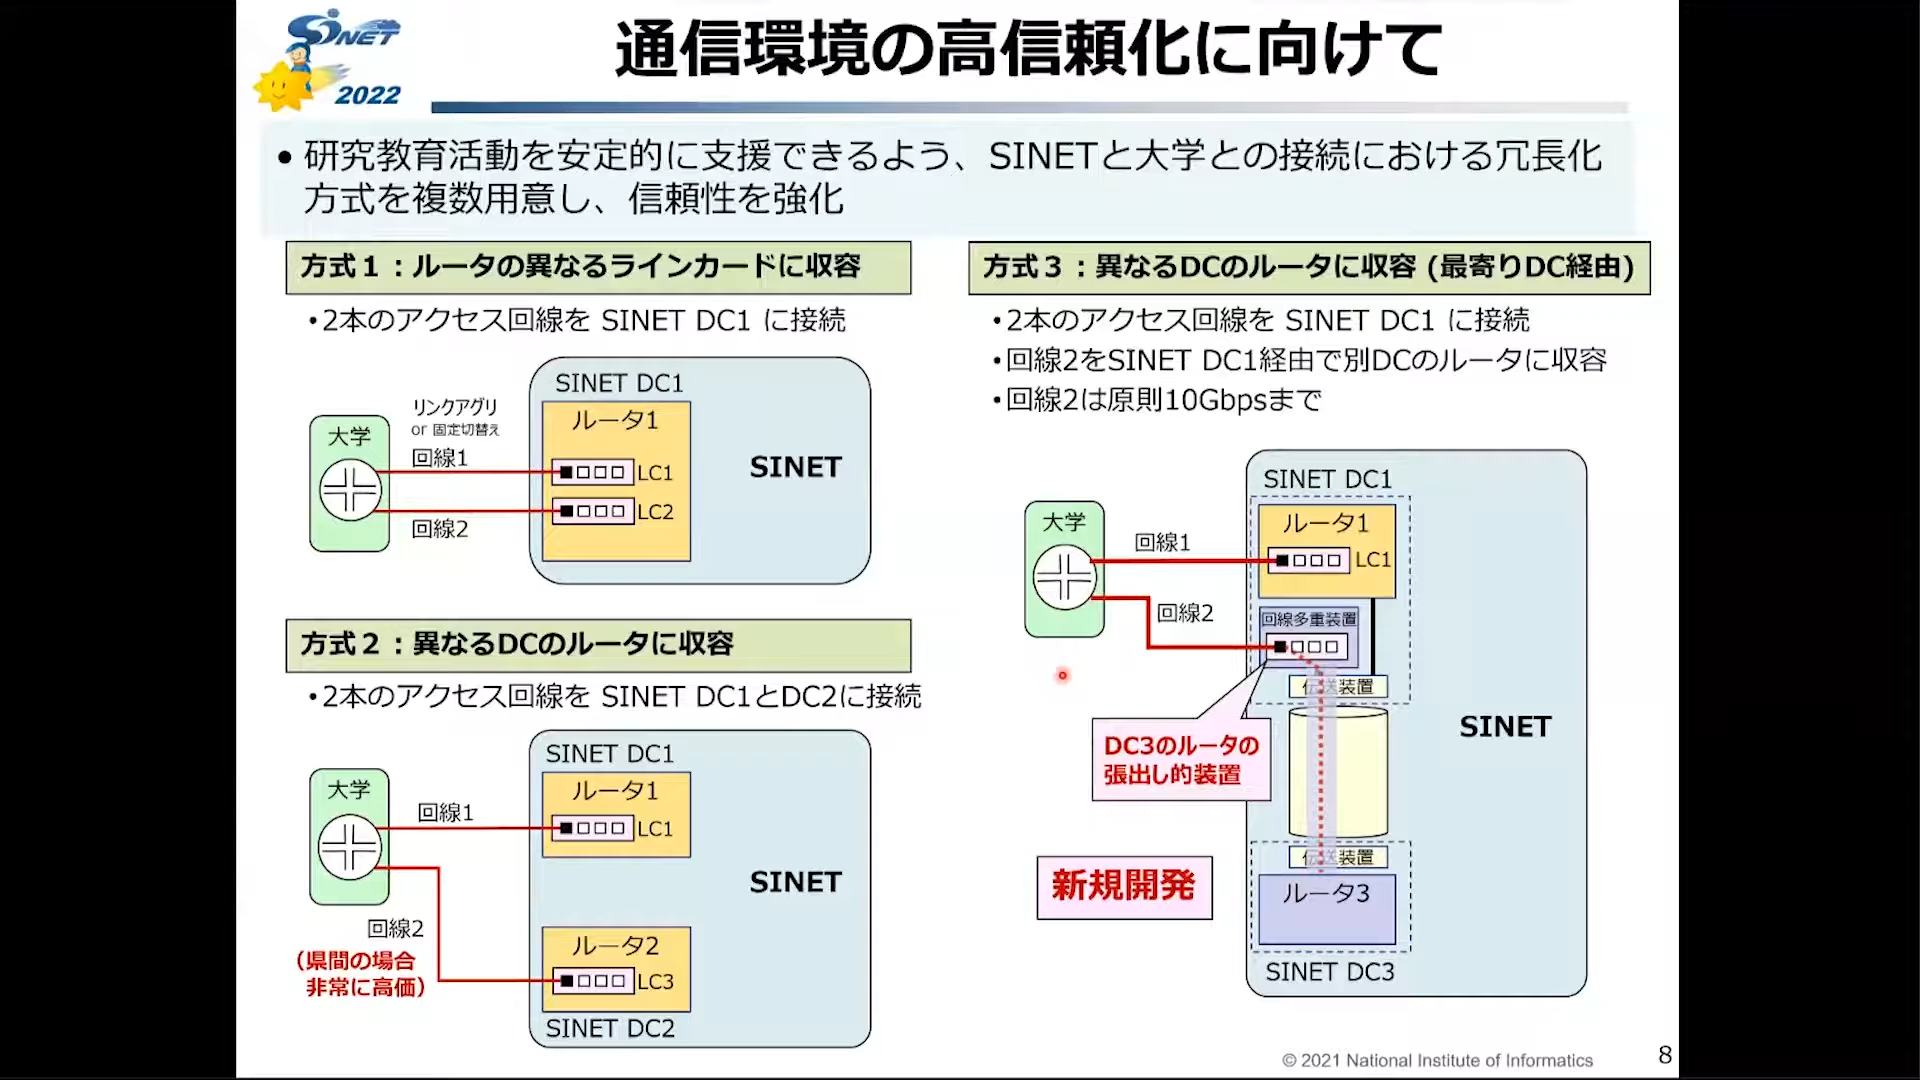 SiNET
2022
通信環境の高信頼化に向けて
• 研究教育活動を安定的に支援できるよう、SINETと大学との接続における冗長化
方式を複数用意し、信頼性を強化
方式１：ルータの異なるラインカードに収容
・2本のアクセス回線を SINET DC1 に接続
SINET DC1
リンクアグリ
or 固定切替え
大学
回線1
回線2
ルータ1
LC1
LC2
SINET
方式２：異なるDCのルータに収容
・2本のアクセス回線を SINET DC1とDC2に接続
SINET DC1
大学
回線1
ルータ1
LC1
SINET
回線2
(県間の場合
非常に高価)
ルータ2
LC3
SINET DC2
方式３：異なるDCのルータに収容 (最寄りDC経由)
・2本のアクセス回線を SINET DC1 に接続
・回線2をSINET DC1経由で別DCのルータに収容
・回線2は原則10Gbpsまで
SINET DC1
大学
回線1
ルータ1
LC1
回線2
回線多重装置
伝送装置
DC3のルータの
張出し的装置
SINET
新規開発
伝送装置
ルータ3
SINET DC3
© 2021 National Institute of Informatics
8